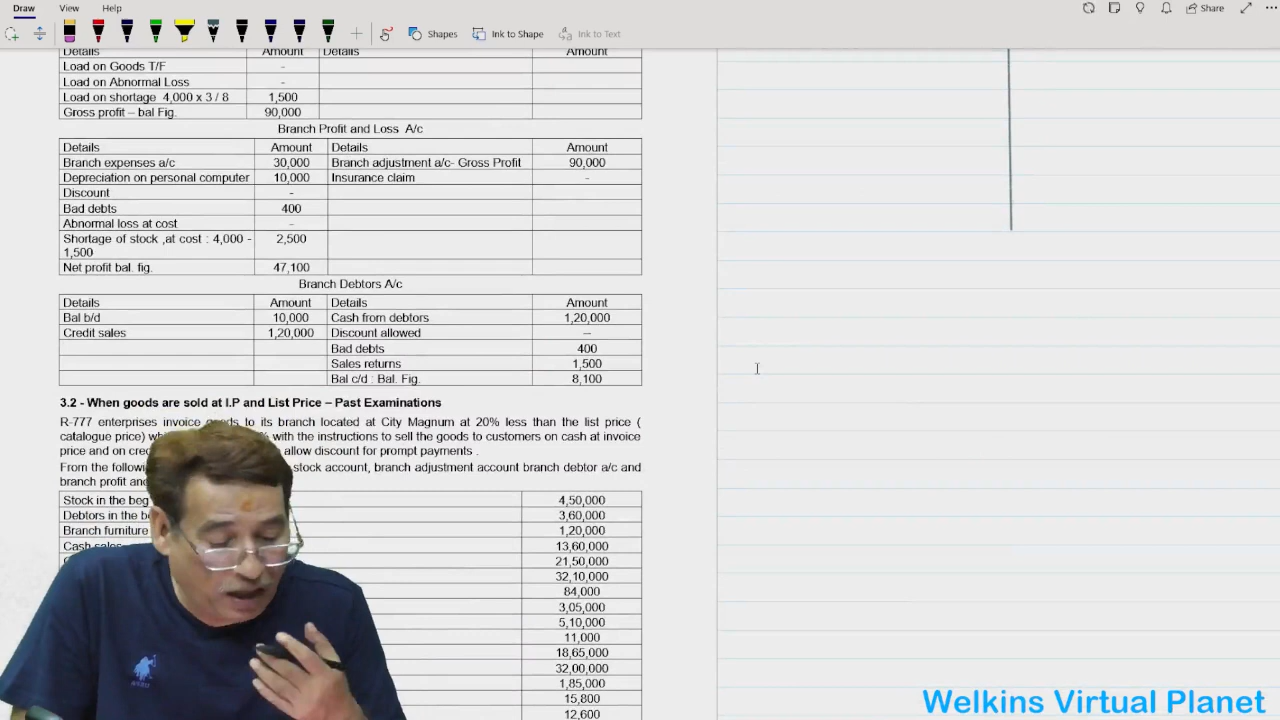 Draw View Help Share
Shapes Ink to Shape Ink to Text
Details Amount Details Amount
Load on Goods T/F -
Load on Abnormal Loss -
Load on shortage 4,000 x 3 / 8 1,500
Gross profit – bal Fig. 90,000
Branch Profit and Loss A/c
Details Amount Details Amount
Branch expenses a/c 30,000 Branch adjustment a/c- Gross Profit 90,000
Depreciation on personal computer 10,000 Insurance claim -
Discount -
Bad debts 400
Abnormal loss at cost -
Shortage of stock ,at cost : 4,000 - 2,500
1,500
Net profit bal. fig. 47,100
Branch Debtors A/c
Details Amount Details Amount
Bal b/d 10,000 Cash from debtors 1,20,000
Credit sales 1,20,000 Discount allowed --
Bad debts 400
Sales returns 1,500
Bal c/d : Bal. Fig. 8,100
3.2 - When goods are sold at I.P and List Price – Past Examinations
R-777 enterprises invoice goods to its branch located at City Magnum at 20% less than the list price (
catalogue price) with the instructions to sell the goods to customers on cash at invoice
price and on allow discount for prompt payments .
From the stock account, branch adjustment account branch debtor a/c and
branch profit
Stock in the 4,50,000
Debtors in the 3,60,000
Branch furniture 1,20,000
Cash sales 13,60,000
21,50,000
32,10,000
84,000
3,05,000
5,10,000
11,000
18,65,000
32,00,000
1,85,000
15,800
12,600
Welkins Virtual Planet